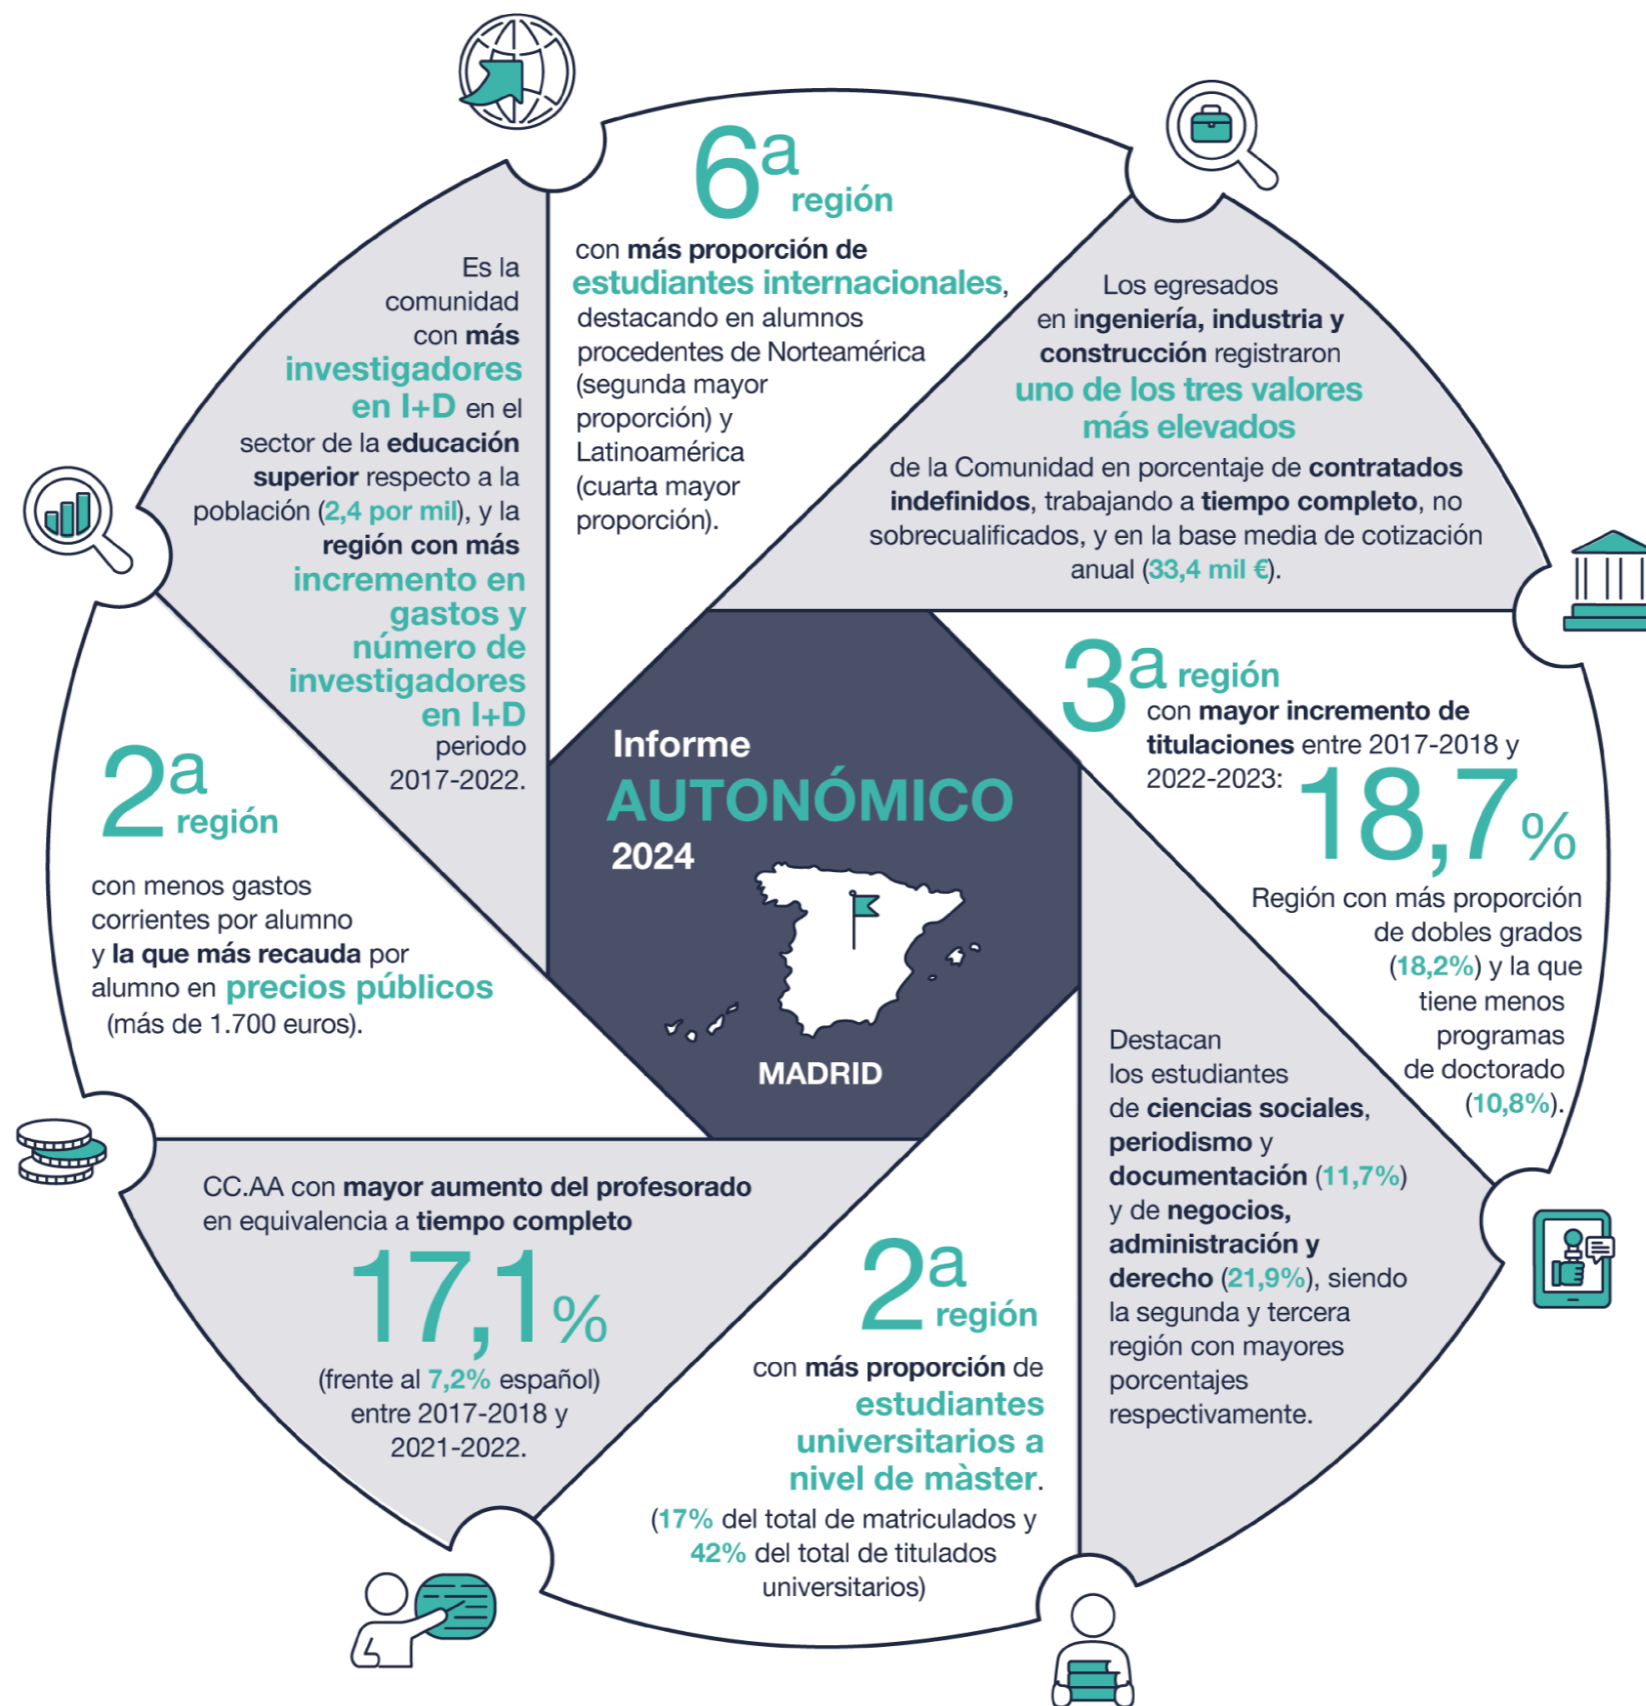 6ª
región
con más proporción de
estudiantes internacionales,
destacando en alumnos
procedentes de Norteamérica
(segunda mayor
proporción) y
Latinoamérica
(cuarta mayor
proporción).
Los egresados
en ingeniería, industria y
construcción registraron
uno de los tres valores
más elevados
de la Comunidad en porcentaje de contratados
indefinidos, trabajando a tiempo completo, no
sobrecualificados, y en la base media de cotización
anual (33,4 mil €).
3ª región
con mayor incremento de
titulaciones entre 2017-2018 y
2022-2023:
18,7%
Región con más proporción
de dobles grados
(18,2%) y la que
tiene menos
programas
de doctorado
(10,8%).
Destacan
los estudiantes
de ciencias sociales,
periodismo y
documentación (11,7%)
y de negocios,
administración y
derecho (21,9%), siendo
la segunda y tercera
región con mayores
porcentajes
respectivamente.
2ª
región
con más proporción de
estudiantes
universitarios a
nivel de màster.
(17% del total de matriculados y
42% del total de titulados
universitarios)
CC.AA con mayor aumento del profesorado
en equivalencia a tiempo completo
17,1%
(frente al 7,2% español)
entre 2017-2018 y
2021-2022.
2ª
región
con menos gastos
corrientes por alumno
y la que más recauda por
alumno en precios públicos
(más de 1.700 euros).
Es la
comunidad
con más
investigadores
en I+D en el
sector de la educación
superior respecto a la
población (2,4 por mil), y la
región con más
incremento en
gastos y
número de
investigadores
en I+D
periodo
2017-2022.
Informe
AUTONÓMICO
2024
MADRID